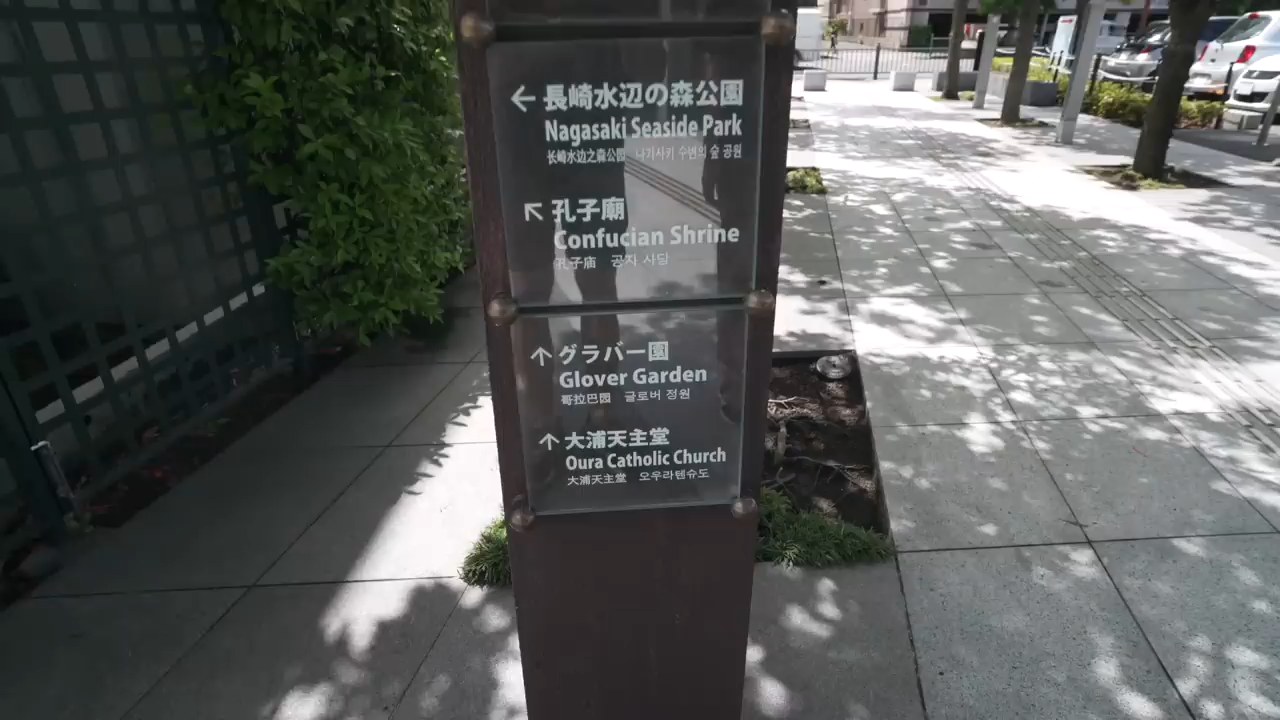 ← 長崎水辺の森公園
Nagasaki Seaside Park
长崎水边之森公园 나가사키 수변의 숲 공원
↖ 孔子廟
Confucian Shrine
孔子庙 공자 사당
↑ グラバー園
Glover Garden
哥拉巴园 글로버 정원
↑ 大浦天主堂
Oura Catholic Church
大浦天主堂 오우라텐슈도